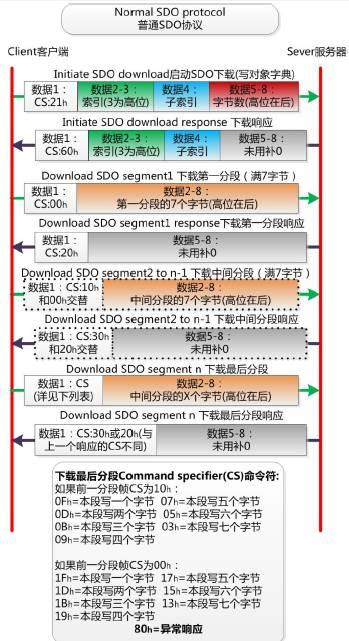 Normal SDO protocol
普通SDO协议
Client客户端
Sever服务器
Initiate SDO download启动SDO下载(写对象字典)
数据1：
CS:21h
数据2-3：
索引(3为高位)
数据4：
子索引
数据5-8：
字节数(高位在后)
Initiate SDO download response 下载响应
数据1：
CS:60h
数据2-3：
索引(3为高位)
数据4：
子索引
数据5-8：
未用补0
Download SDO segment1 下载第一分段（满7字节）
数据1：
CS:00h
数据2-8：
第一分段的7个字节(高位在后)
Download SDO segment1 response下载第一分段响应
数据1：
CS:20h
数据5-8：
未用补0
Download SDO segment2 to n-1 下载中间分段（满7字节）
数据1：CS:10h
和00h交替
数据2-8：
中间分段的7个字节(高位在后)
Download SDO segment2 to n-1 下载中间分段响应
数据1：CS:30h
和20h交替
数据5-8：
未用补0
Download SDO segment n 下载最后分段
数据1：CS
(详见下列表)
数据2-8：
中间分段的X个字节(高位在后)
Download SDO segment n 下载最后分段响应
数据1：CS:30h或20h(与
上一个响应的CS不同)
数据5-8：
未用补0
下载最后分段Command specifier(CS)命令符:
如果前一分段帧CS为10h：
0Fh=本段写一个字节 07h=本段写五个字节
0Dh=本段写两个字节 05h=本段写六个字节
0Bh=本段写三个字节 03h=本段写七个字节
09h=本段写四个字节
如果前一分段帧CS为00h：
1Fh=本段写一个字节 17h=本段写五个字节
1Dh=本段写两个字节 15h=本段写六个字节
1Bh=本段写三个字节 13h=本段写七个字节
19h=本段写四个字节
80h=异常响应